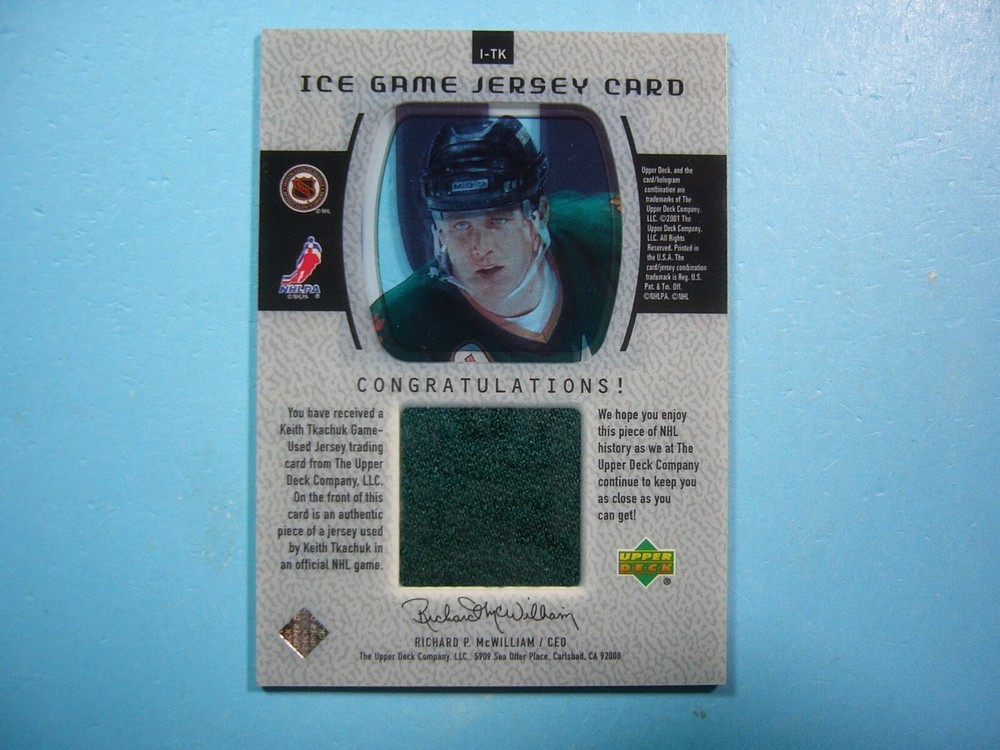 I-TK
ICE GAME JERSEY CARD
© NHL
NHLPA
© NHLPA ®
Upper Deck, and the
card/hologram
combination are
trademarks of The
Upper Deck Company,
LLC. ©2001 The
Upper Deck Company,
LLC. All Rights
Reserved. Printed in
the U.S.A. The
card/jersey combination
trademark is Reg. U.S.
Pat. & Tm. Off.
©NHLPA. ©NHL
CONGRATULATIONS!
You have received a
Keith Tkachuk Game-
Used Jersey trading
card from The Upper
Deck Company, LLC.
On the front of this
card is an authentic
piece of a jersey used
by Keith Tkachuk in
an official NHL game.
We hope you enjoy
this piece of NHL
history as we at The
Upper Deck Company
continue to keep you
as close as you
can get!
UPPER
DECK
®
Richard McWilliam
RICHARD P. McWILLIAM / CEO
The Upper Deck Company, LLC., 5909 Sea Otter Place, Carlsbad, CA 92008